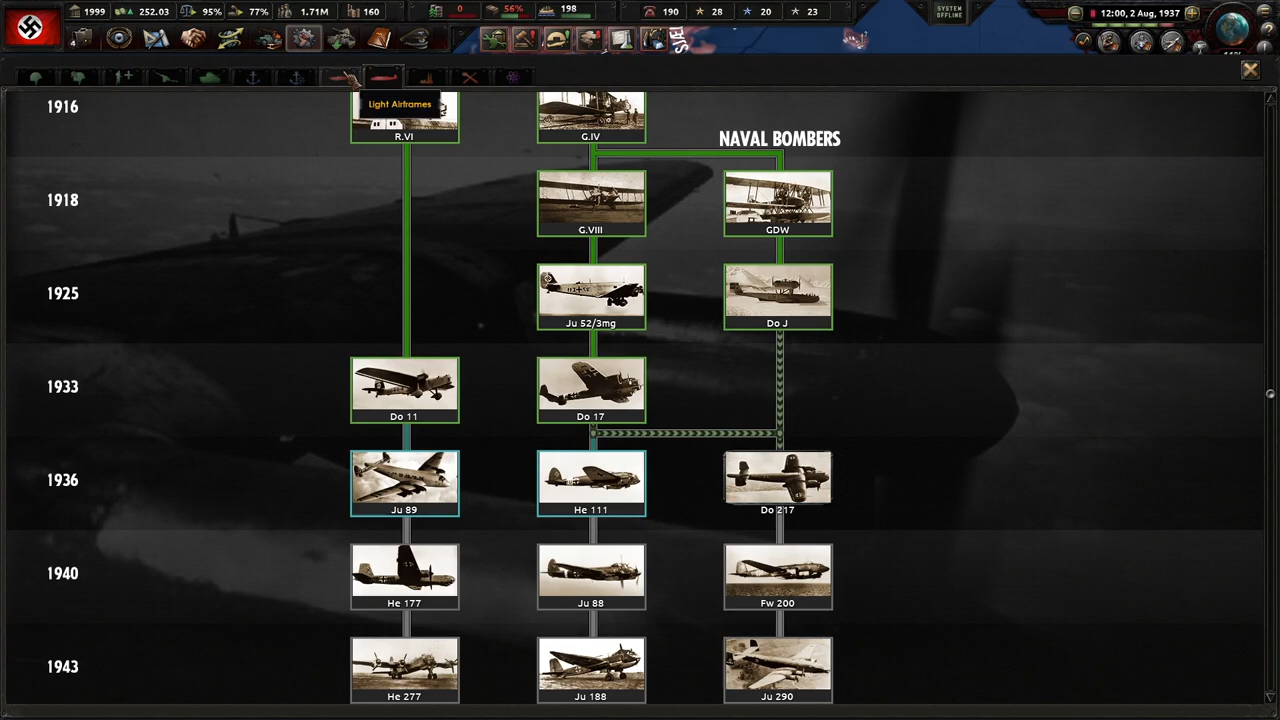 1999 252.03 95% 77% 1.71M 160 0 56% 198 190 28 20 23
SYSTEM OFFLINE
12:00, 2 Aug, 1937
Light Airframes
1916
R.VI
G.IV
NAVAL BOMBERS
1918
G.VIII
GDW
1925
Ju 52/3mg
Do J
1933
Do 11
Do 17
1936
Ju 89
He 111
Do 217
1940
He 177
Ju 88
Fw 200
1943
He 277
Ju 188
Ju 290